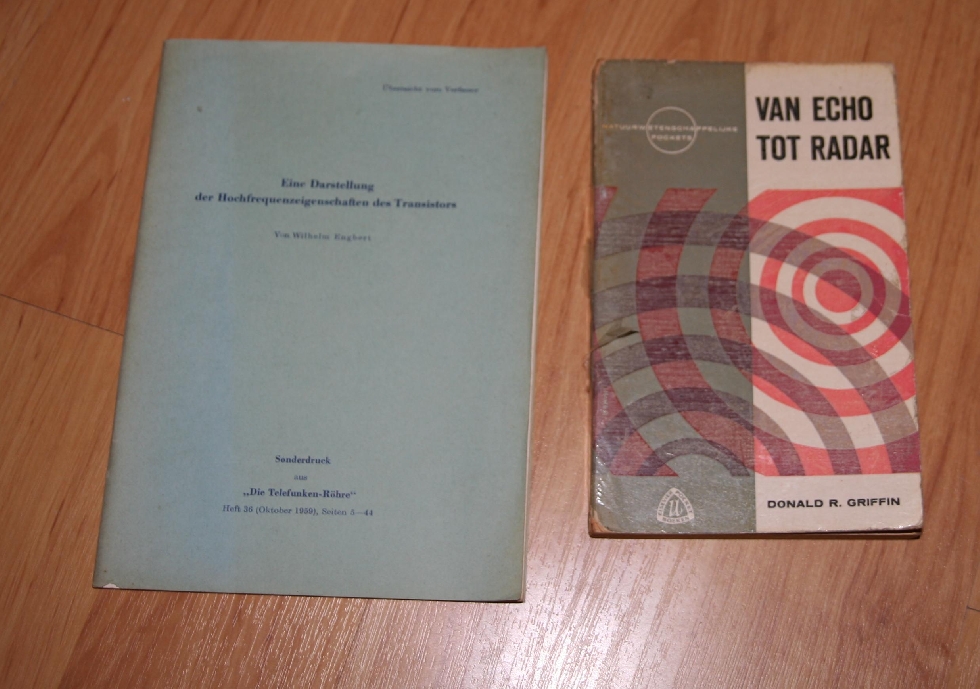 Überreicht vom Verfasser
Eine Darstellung
der Hochfrequenzeigenschaften des Transistors
Von Wilhelm Engbert
Sonderdruck
aus
„Die Telefunken-Röhre“
Heft 36 (Oktober 1959), Seiten 5—44
NATUURWETENSCHAPPELIJKE
POCKETS
VAN ECHO
TOT RADAR
DONALD R. GRIFFIN